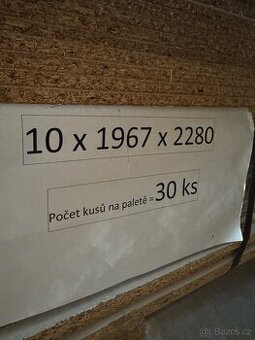 10 x 1967 x 2280
Počet kusů na paletě = 30 ks
Bazoš.cz